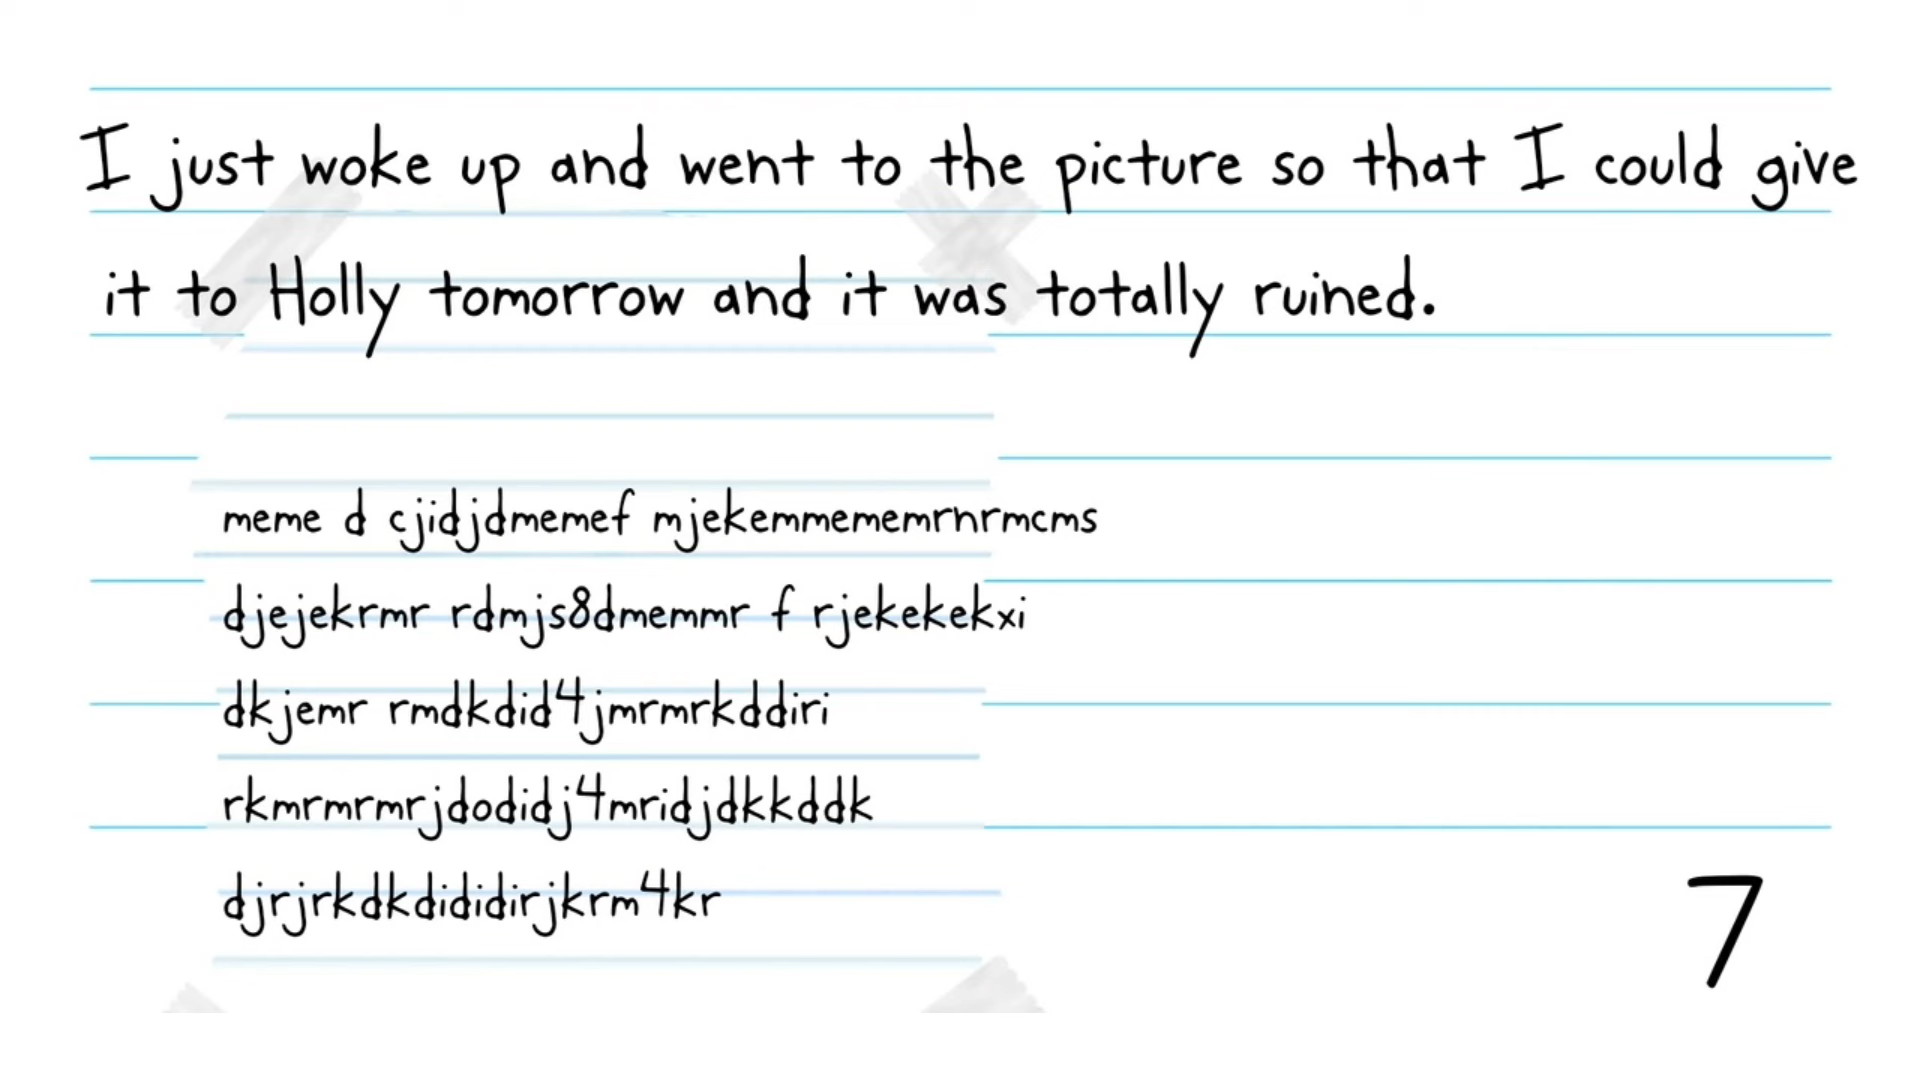 I just woke up and went to the picture so that I could give
it to Holly tomorrow and it was totally ruined.
meme d cjidjdmemef mjekemmememrnrmcms
djejekrmr rdmjs8dmemmr f rjekekekxi
dkjemr rmdkdid4jmrmrkddiri
rkmrmrmrjdodidj4mridjdkkddk
djrjrkdkdididirjkrm4kr
7